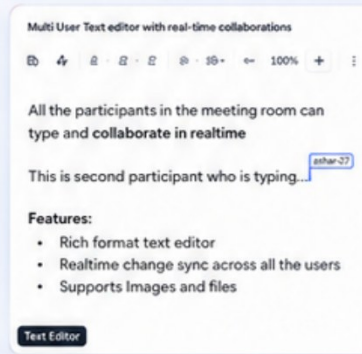 Multi User Text editor with real-time collaborations
100% +
All the participants in the meeting room can
type and collaborate in realtime
ashar-27
This is second participant who is typing...
Features:
• Rich format text editor
• Realtime change sync across all the users
• Supports Images and files
Text Editor